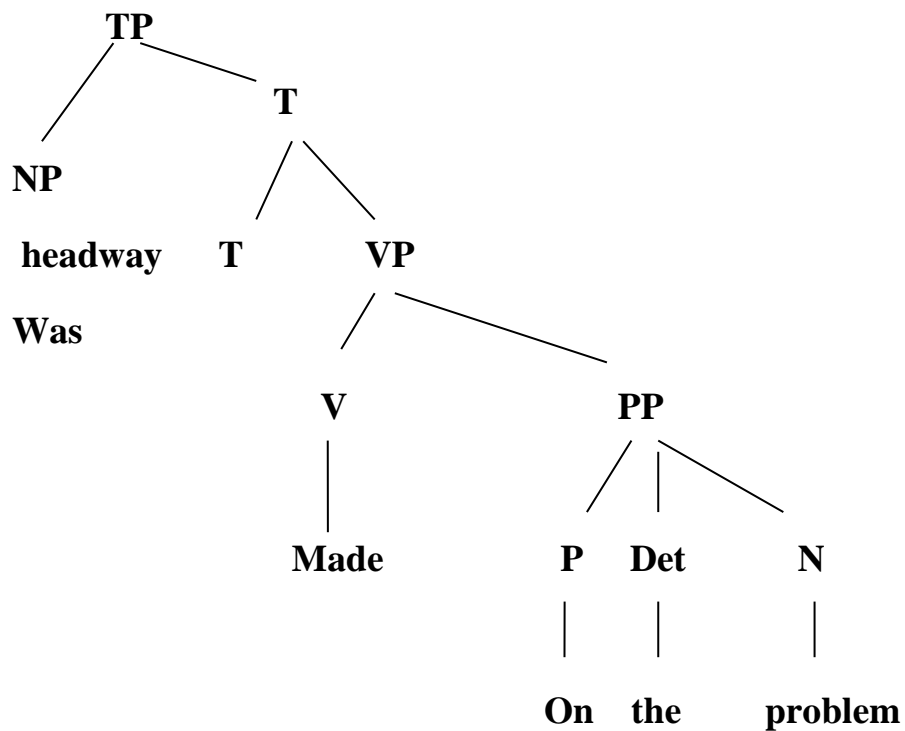 TP
T
NP
headway T VP
Was
V PP
Made P Det N
On the problem